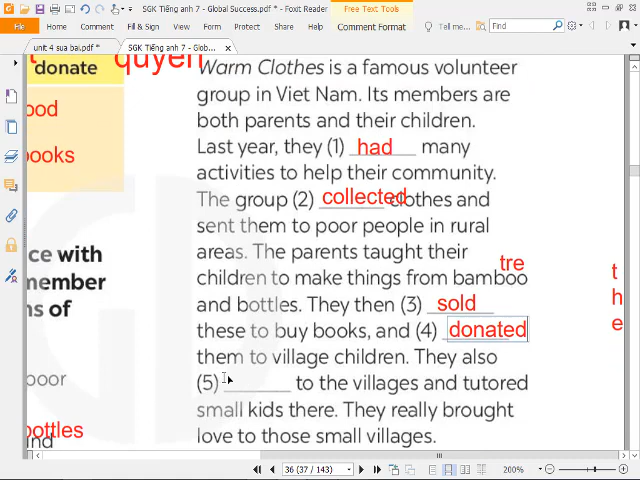 SGK Tiếng anh 7 - Global Success.pdf * - Foxit Reader
Free Text Tools
File
Home
Comment
Fill & Sign
View
Form
Protect
Share
Help
Comment Format
Tell me...
Find
unit 4 sua bai.pdf *
SGK Tiếng anh 7 - Glob...
donate
quyen
ood
ooks
ce with
member
ns of
poor
bottles
nd
Warm Clothes is a famous volunteer
group in Viet Nam. Its members are
both parents and their children.
Last year, they (1) had many
activities to help their community.
The group (2) collected clothes and
sent them to poor people in rural
areas. The parents taught their
tre
children to make things from bamboo
and bottles. They then (3) sold
these to buy books, and (4) donated
them to village children. They also
(5) ________ to the villages and tutored
small kids there. They really brought
love to those small villages.
t
h
e
36 (37 / 143)
200%